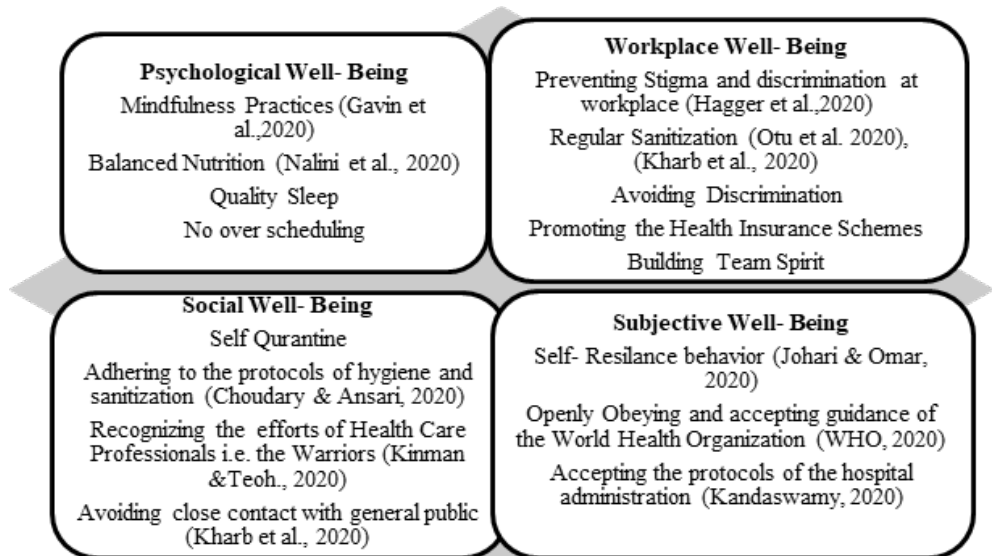 Psychological Well- Being
Mindfulness Practices (Gavin et
al.,2020)
Balanced Nutrition (Nalini et al., 2020)
Quality Sleep
No over scheduling
Workplace Well- Being
Preventing Stigma and discrimination at
workplace (Hagger et al.,2020)
Regular Sanitization (Otu et al. 2020),
(Kharb et al., 2020)
Avoiding Discrimination
Promoting the Health Insurance Schemes
Building Team Spirit
Social Well- Being
Self Qurantine
Adhering to the protocols of hygiene and
sanitization (Choudary & Ansari, 2020)
Recognizing the efforts of Health Care
Professionals i.e. the Warriors (Kinman
&Teoh., 2020)
Avoiding close contact with general public
(Kharb et al., 2020)
Subjective Well- Being
Self- Resilance behavior (Johari & Omar,
2020)
Openly Obeying and accepting guidance of
the World Health Organization (WHO, 2020)
Accepting the protocols of the hospital
administration (Kandaswamy, 2020)